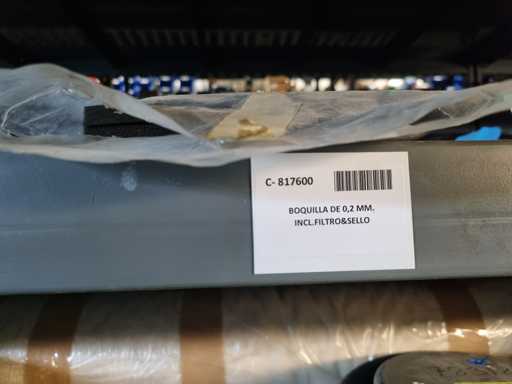 C- 817600
BOQUILLA DE 0,2 MM.
INCL.FILTRO&SELLO